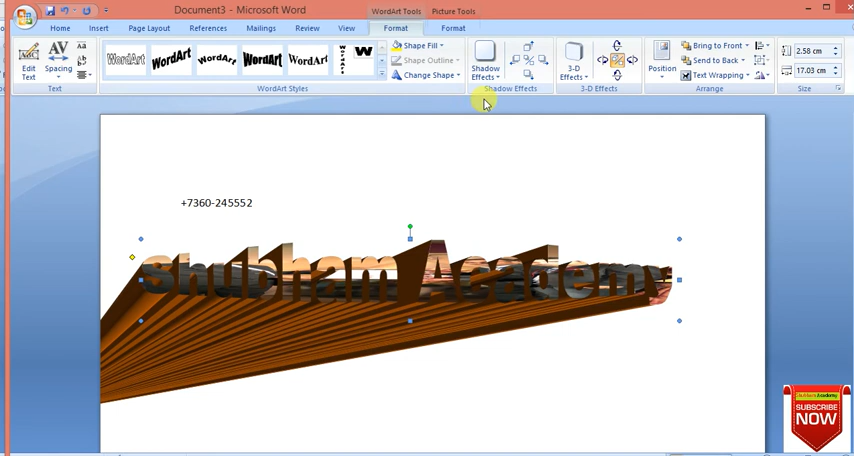 Document3 - Microsoft Word
WordArt Tools
Picture Tools
Home
Insert
Page Layout
References
Mailings
Review
View
Format
Format
Edit Text
Spacing
WordArt
WordArt
WordArt
WordArt
WordArt
W
Shape Fill
Shape Outline
Change Shape
Shadow Effects
3-D Effects
Position
Bring to Front
Send to Back
Text Wrapping
2.58 cm
17.03 cm
Text
WordArt Styles
Shadow Effects
3-D Effects
Arrange
Size
+7360-245552
Shubham Academy
SUBSCRIBE
NOW